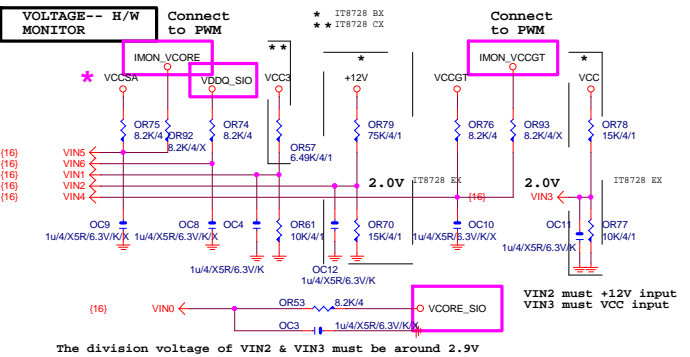 VOLTAGE-- H/W
MONITOR
Connect
to PWM
* IT8728 BX
** IT8728 CX
Connect
to PWM
IMON_VCORE
**
*
IMON_VCCGT
*
*
VCCSA
VDDQ_SIO
VCC3
+12V
VCCGT
VCC
OR75
8.2K/4
OR92
8.2K/4/X
OR74
8.2K/4
OR57
6.49K/4/1
OR79
75K/4/1
OR76
8.2K/4
OR93
8.2K/4/X
OR78
15K/4/1
{16} VIN5
{16} VIN6
{16} VIN1
{16} VIN2
{16} VIN4
2.0V
IT8728 EX
{16}
2.0V
VIN3
IT8728 EX
OC9
1u/4/X5R/6.3V/K/X
OC8
1u/4/X5R/6.3V/K/X
OC4
1u/4/X5R/6.3V/K
OR61
10K/4/1
OC12
1u/4/X5R/6.3V/K
OR70
15K/4/1
OC10
1u/4/X5R/6.3V/K/X
OC11
1u/4/X5R/6.3V/K
OR77
10K/4/1
{16} VIN0
OR53
8.2K/4
VCORE_SIO
OC3
1u/4/X5R/6.3V/K/X
VIN2 must +12V input
VIN3 must VCC input
The division voltage of VIN2 & VIN3 must be around 2.9V